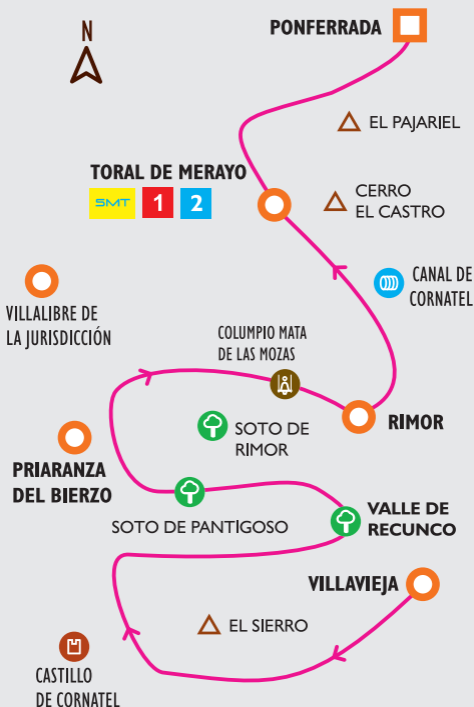 N
PONFERRADA
EL PAJARIEL
TORAL DE MERAYO
SMT 1 2
CERRO
EL CASTRO
CANAL DE
CORNATEL
VILLALIBRE DE
LA JURISDICCIÓN
COLUMPIO MATA
DE LAS MOZAS
RIMOR
SOTO DE
RIMOR
PRIARANZA
DEL BIERZO
SOTO DE PANTIGOSO
VALLE DE
RECUNCO
VILLAVIEJA
EL SIERRO
CASTILLO
DE CORNATEL